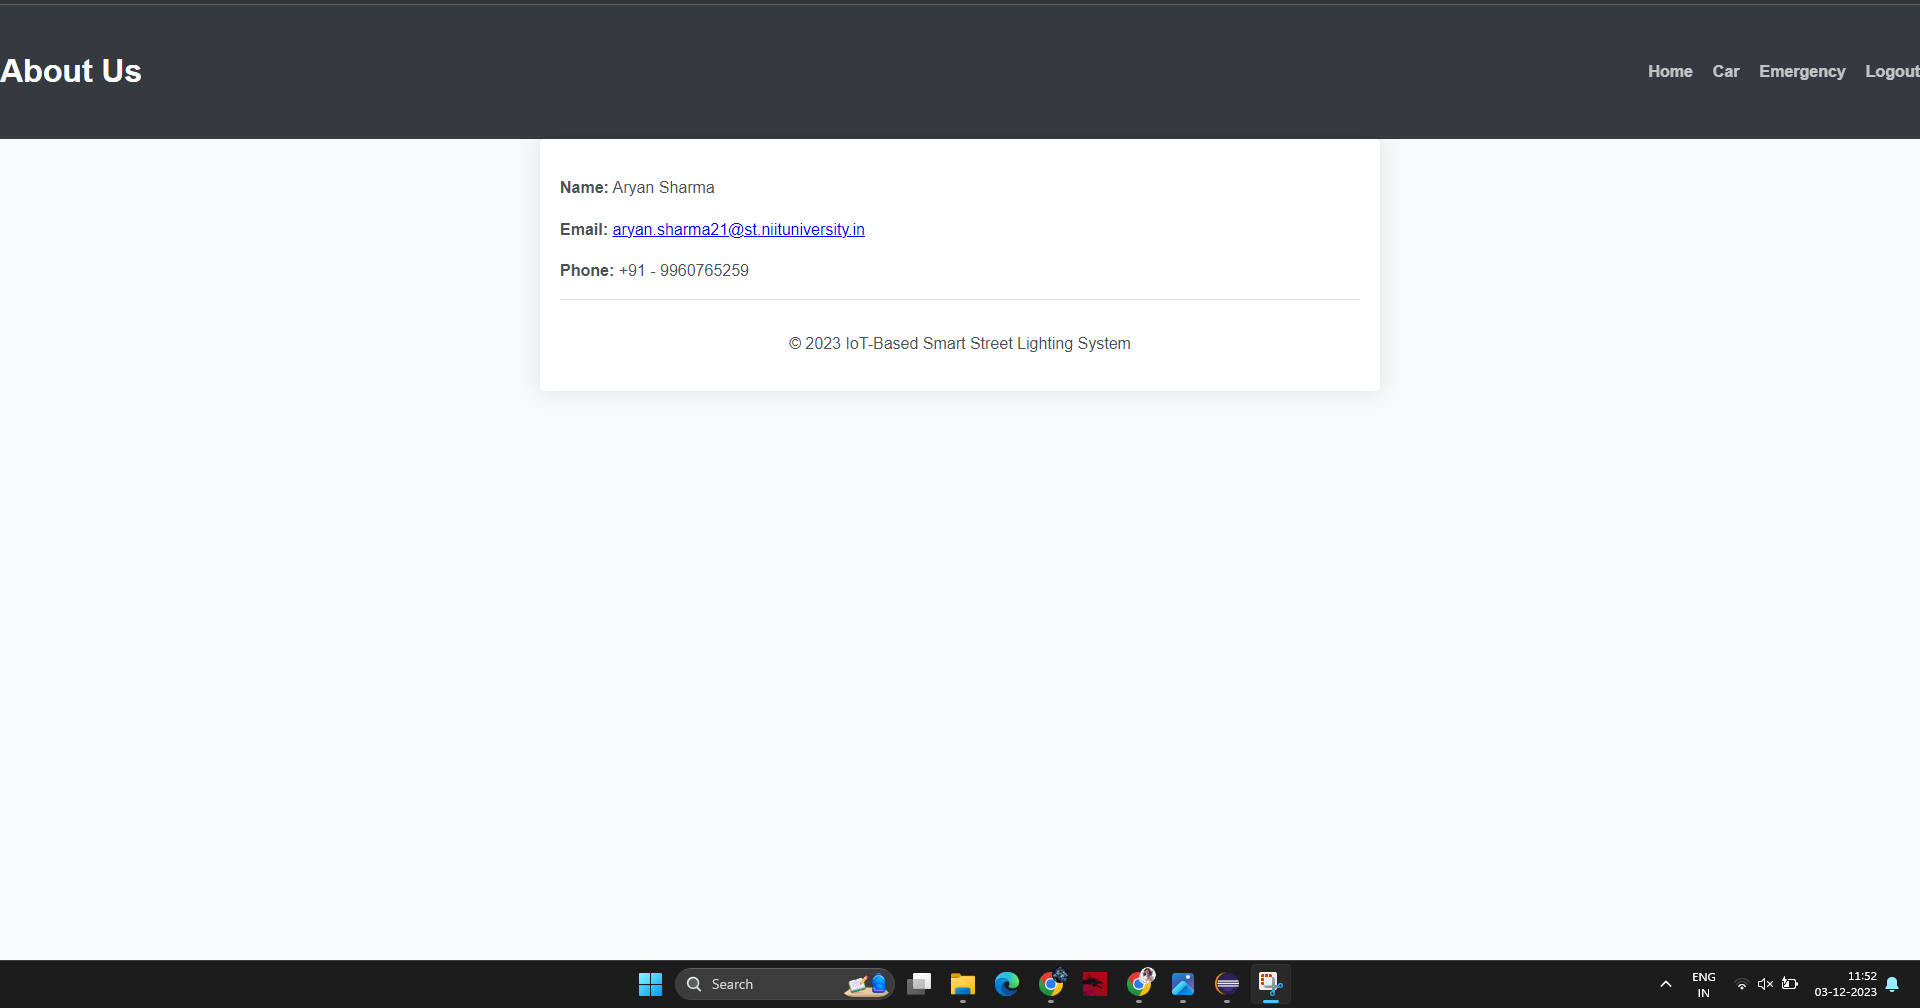 About Us
Home Car Emergency Logout
Name: Aryan Sharma
Email: aryan.sharma21@st.niituniversity.in
Phone: +91 - 9960765259
© 2023 IoT-Based Smart Street Lighting System
Search
ENG
IN
11:52
03-12-2023